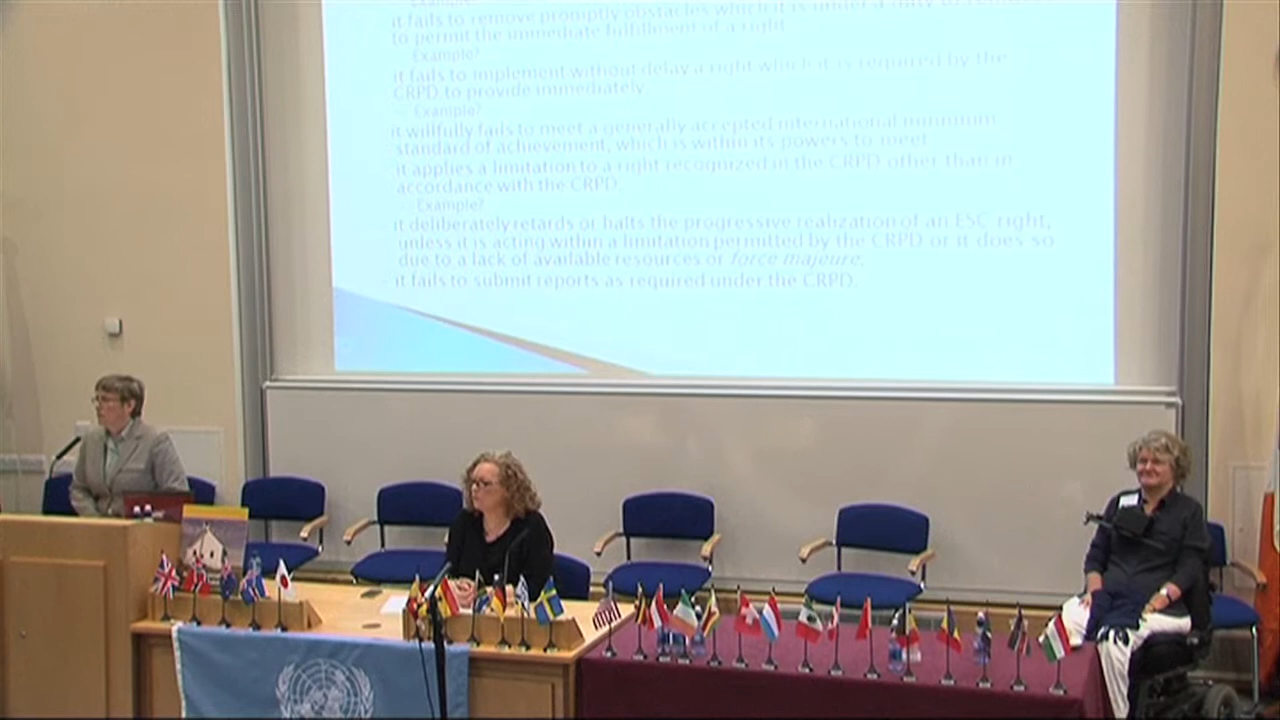 Example?
it fails to remove promptly obstacles which it is under a duty to remove
to permit the immediate fulfillment of a right
Example?
it fails to implement without delay a right which it is required by the
CRPD to provide immediately.
Example?
it willfully fails to meet a generally accepted international minimum
standard of achievement, which is within its powers to meet
it applies a limitation to a right recognized in the CRPD other than in
accordance with the CRPD.
Example?
it deliberately retards or halts the progressive realization of an ESC right,
unless it is acting within a limitation permitted by the CRPD or it does so
due to a lack of available resources or force majeure.
it fails to submit reports as required under the CRPD.